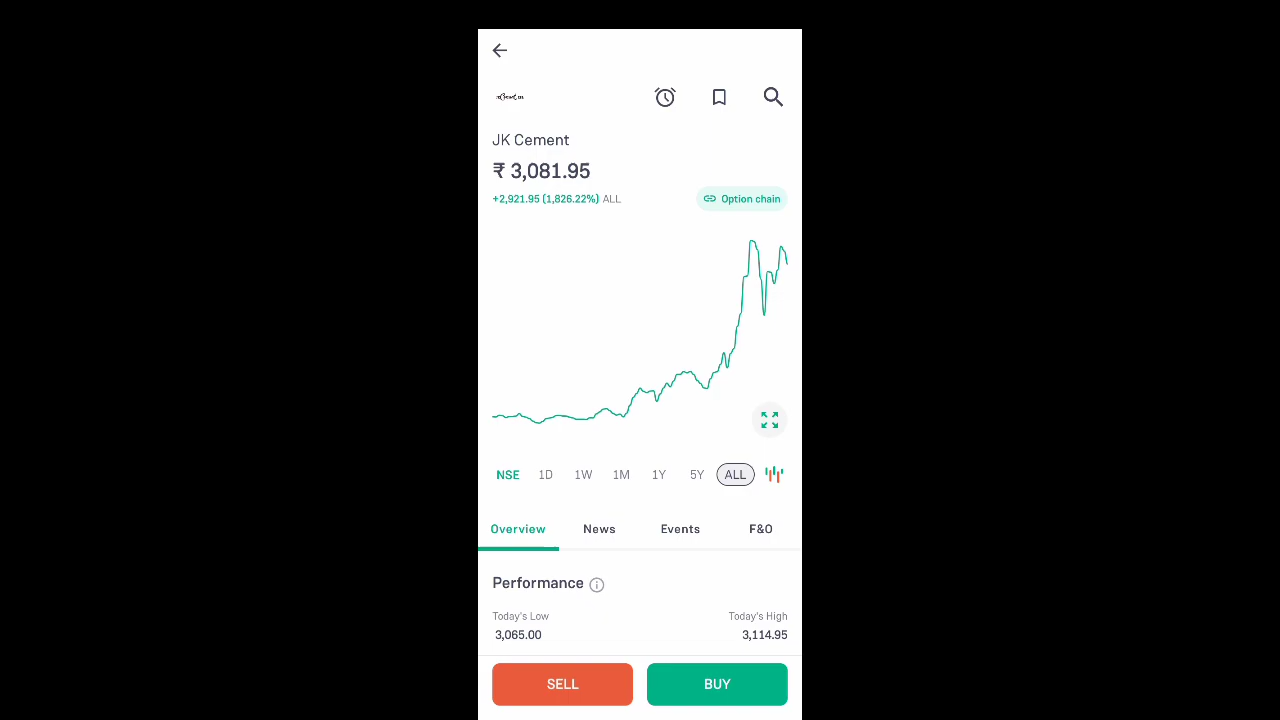 JK Cement
₹ 3,081.95
+2,921.95 (1,826.22%) ALL
Option chain
NSE 1D 1W 1M 1Y 5Y ALL
Overview News Events F&O
Performance
Today's Low Today's High
3,065.00 3,114.95
SELL BUY